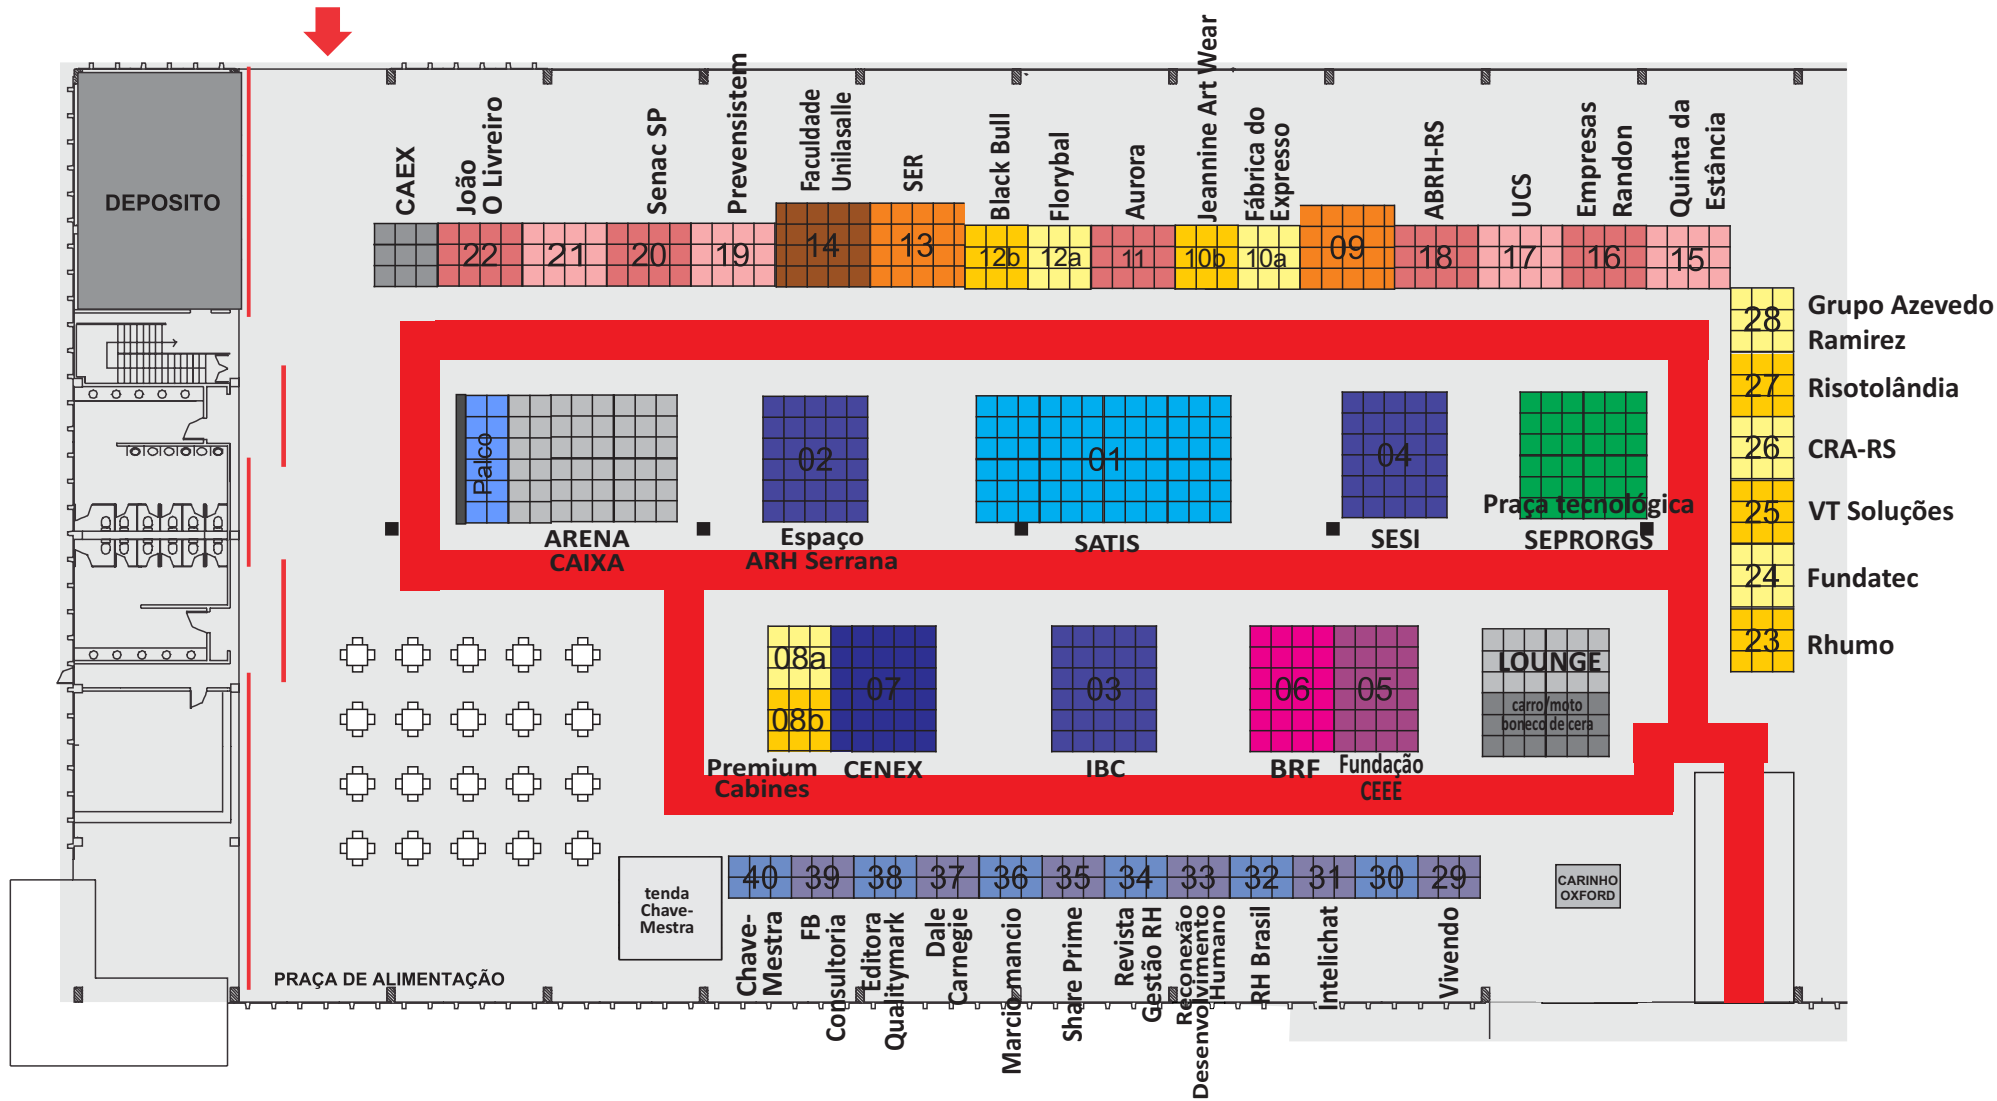 DEPOSITO
CAEX
João
O Livreiro
Senac SP
Prevensistem
Faculdade
Unilasalle
SER
Black Bull
Florybal
Aurora
Jeannine Art Wear
Fábrica do
Expresso
ABRH-RS
UCS
Empresas
Randon
Quinta da
Estância
22
21
20
19
14
13
12b
12a
11
10b
10a
09
18
17
16
15
28
Grupo Azevedo
Ramirez
27
Risotolândia
26
CRA-RS
25
VT Soluções
24
Fundatec
23
Rhumo
Palco
ARENA
CAIXA
02
Espaço
ARH Serrana
01
SATIS
04
SESI
Praça tecnológica
SEPRORGS
08a
08b
Premium
Cabines
07
CENEX
03
IBC
06
BRF
05
Fundação
CEEE
LOUNGE
carro/moto
boneco de cera
tenda
Chave-
Mestra
40
39
38
37
36
35
34
33
32
31
30
29
CARINHO
OXFORD
Chave-
Mestra
FB
Consultoria
Editora
Qualitymark
Dale
Carnegie
Marcio mancio
Share Prime
Revista
Gestão RH
Reconexão
Desenvolvimento
Humano
RH Brasil
Intelichat
Vivendo
PRAÇA DE ALIMENTAÇÃO